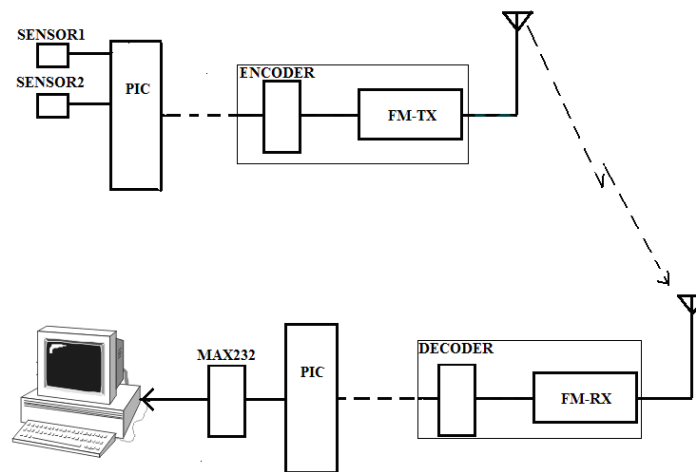 SENSOR1
SENSOR2
PIC
ENCODER
FM-TX
MAX232
PIC
DECODER
FM-RX